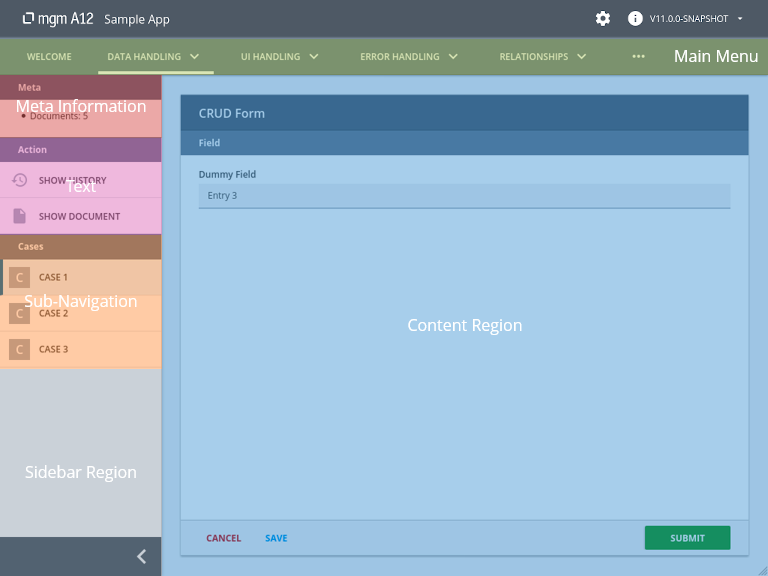 mgm A12 Sample App V11.0.0-SNAPSHOT
WELCOME DATA HANDLING UI HANDLING ERROR HANDLING RELATIONSHIPS ••• Main Menu
Meta
Meta Information
• Documents: 5
Action
SHOW HISTORY
Text
SHOW DOCUMENT
Cases
C CASE 1
Sub-Navigation
C CASE 2
C CASE 3
Sidebar Region
CRUD Form
Field
Dummy Field
Entry 3
Content Region
CANCEL SAVE SUBMIT